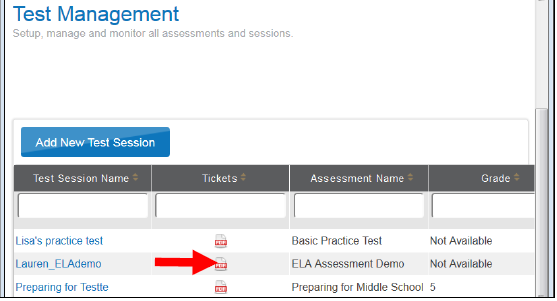 Test Management
Setup, manage and monitor all assessments and sessions.
Add New Test Session
Test Session Name Tickets Assessment Name Grade
Lisa's practice test PDF Basic Practice Test Not Available
Lauren_ELAdemo PDF ELA Assessment Demo Not Available
Preparing for Testte PDF Preparing for Middle School 5